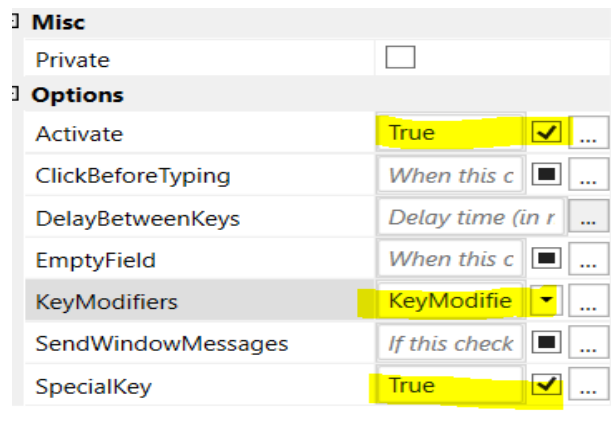 Misc
Private
Options
Activate True ...
ClickBeforeTyping When this c ...
DelayBetweenKeys Delay time (in r ...
EmptyField When this c ...
KeyModifiers KeyModifie ...
SendWindowMessages If this check ...
SpecialKey True ...